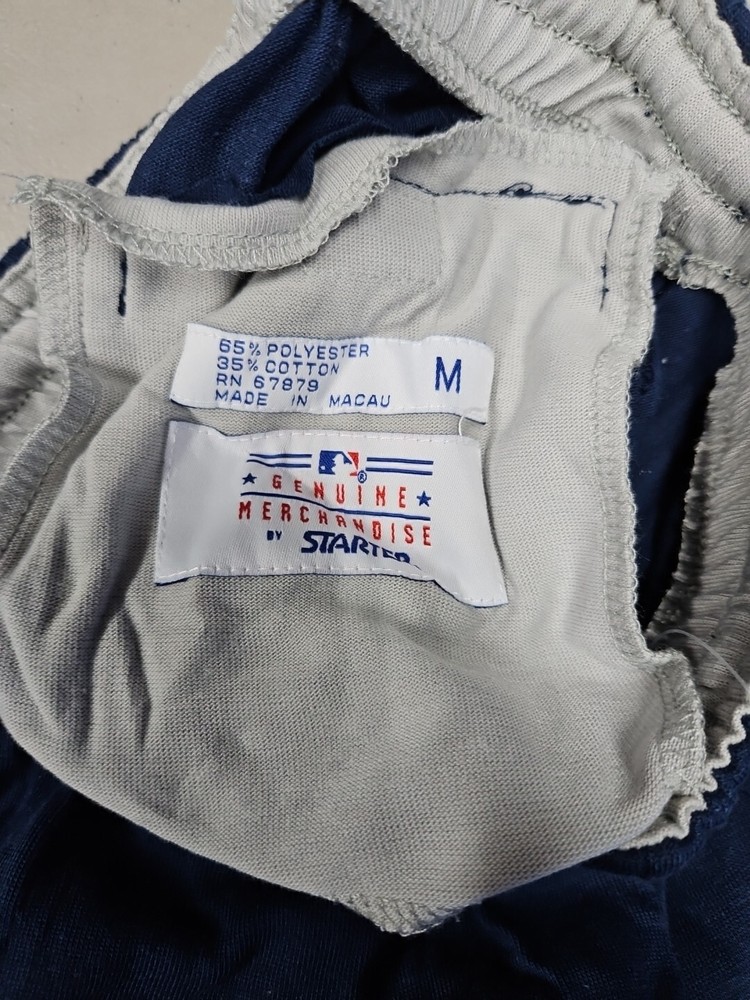 65% POLYESTER
35% COTTON
RN 67879
MADE IN MACAU
M
GENUINE
MERCHANDISE
BY STARTER